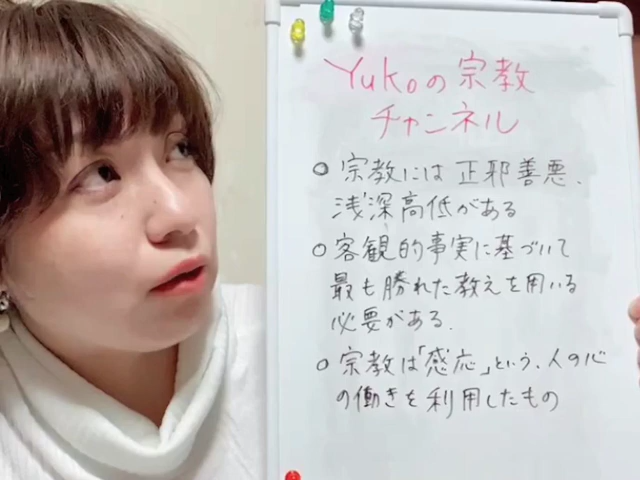 Yukoの宗教
チャンネル
○宗教には正邪善悪、
浅深高低がある
○客観的事実に基づいて
最も勝れた教えを用いる
必要がある.
○宗教は「感応」という、人の心
の働きを利用したもの